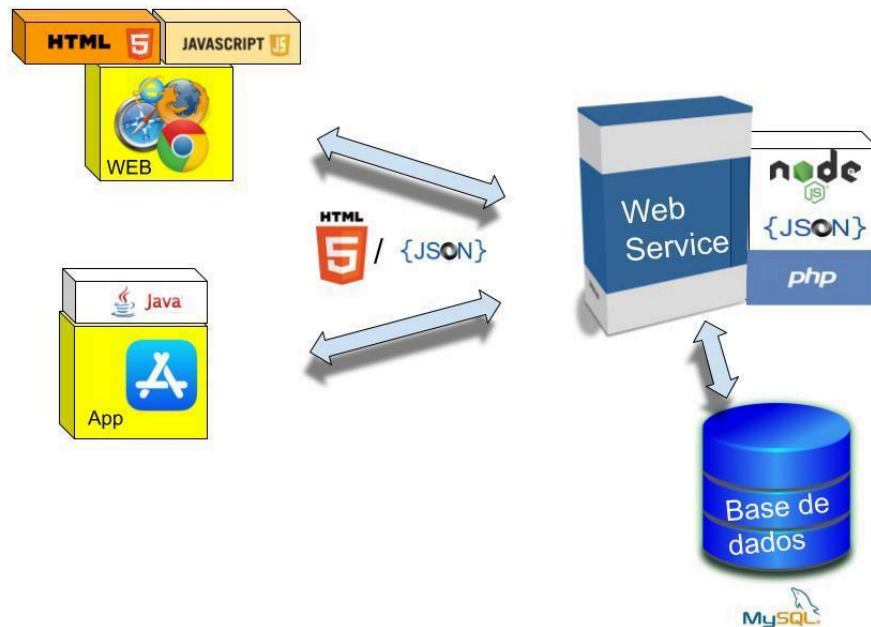 HTML 5
JAVASCRIPT JS
WEB
HTML
5 / {JSON}
Java
App
Web
Service
node
JS
{JSON}
php
Base de
dados
MySQL